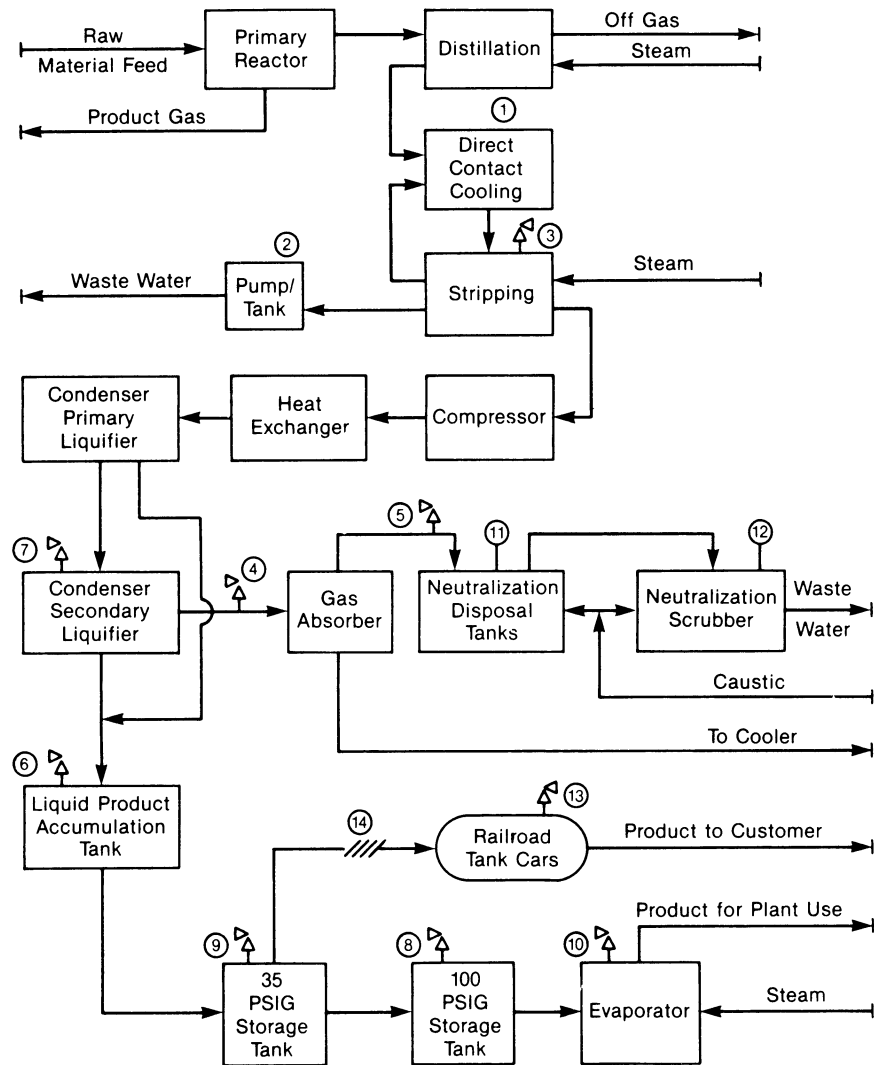 Raw
Material Feed
Primary
Reactor
Distillation
Off Gas
Steam
Product Gas
①
Direct
Contact
Cooling
②
③
Waste Water
Pump/
Tank
Stripping
Steam
Condenser
Primary
Liquifier
Heat
Exchanger
Compressor
⑦
④
⑤
⑪
⑫
Condenser
Secondary
Liquifier
Gas
Absorber
Neutralization
Disposal
Tanks
Neutralization
Scrubber
Waste
Water
Caustic
To Cooler
⑥
Liquid Product
Accumulation
Tank
⑭
⑬
Railroad
Tank Cars
Product to Customer
Product for Plant Use
⑨
⑧
⑩
35
PSIG
Storage
Tank
100
PSIG
Storage
Tank
Evaporator
Steam